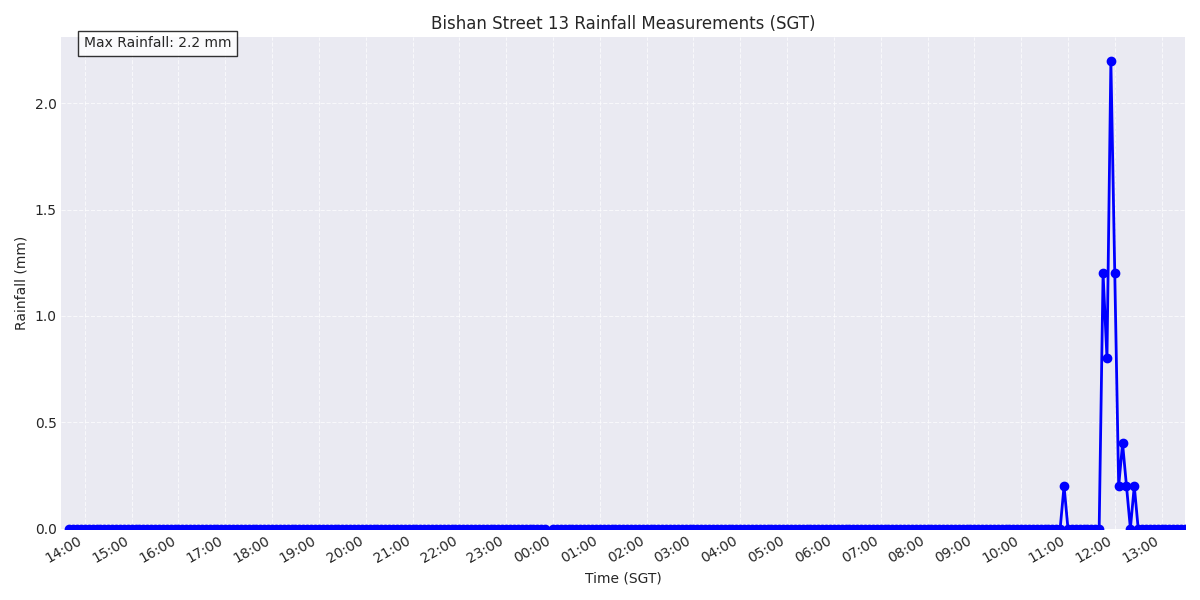 Bishan Street 13 Rainfall Measurements (SGT)
Max Rainfall: 2.2 mm
Rainfall (mm)
2.0
1.5
1.0
0.5
0.0
14:00 15:00 16:00 17:00 18:00 19:00 20:00 21:00 22:00 23:00 00:00 01:00 02:00 03:00 04:00 05:00 06:00 07:00 08:00 09:00 10:00 11:00 12:00 13:00
Time (SGT)